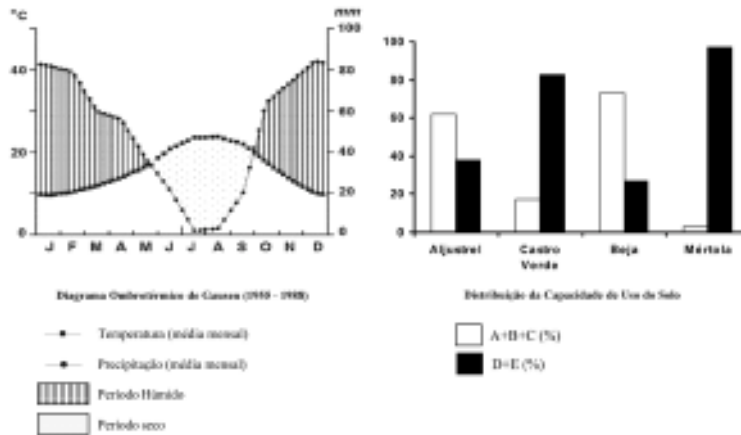 °C
mm
100
40
80
60
20
40
20
0
0
J F M A M J J A S O N D
Diagrama Ombrotérmico de Gaussen
Temperatura (média mensal)
Precipitação (média mensal)
Período Húmido
Período seco
100
80
60
40
20
0
Aljustrel
Castro
Verde
Beja
Mértola
Distribuição da Capacidade de Uso do Solo
A+B+C (%)
D+E (%)